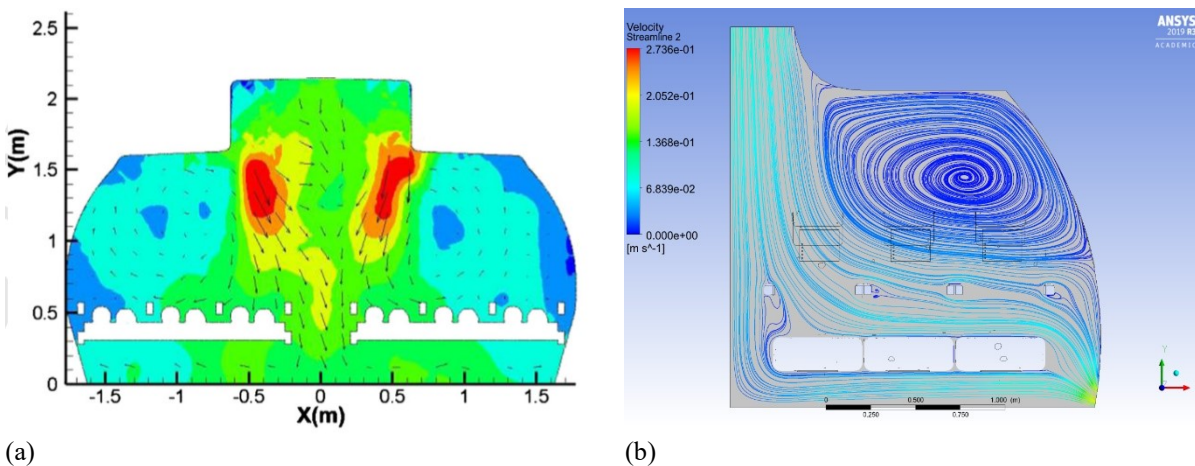 2.5
2
1.5
1
0.5
0
Y(m)
-1.5 -1 -0.5 0 0.5 1 1.5
X(m)
(a)
Velocity
Streamline 2
2.736e-01
2.052e-01
1.368e-01
6.839e-02
0.000e+00
[m s^-1]
ANSYS
2019 R3
ACADEMIC
Y
0 0.500 1.000 (m)
0.250 0.750
(b)